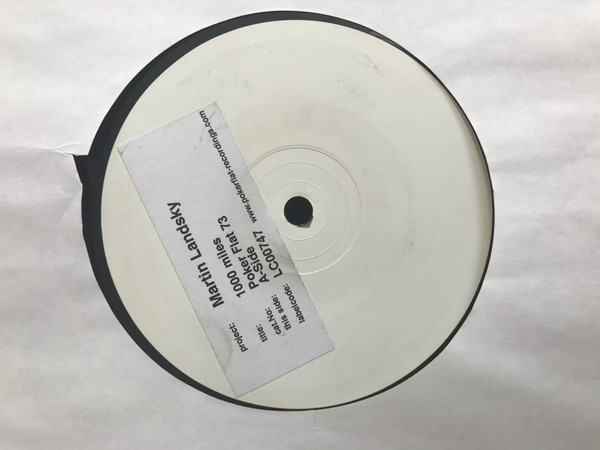 project: Martin Landsky
title: 1000 miles
cat.No: Poker Flat 73
this side: A-Side
labelcode: LC00747 www.pokerflat-recordings.com